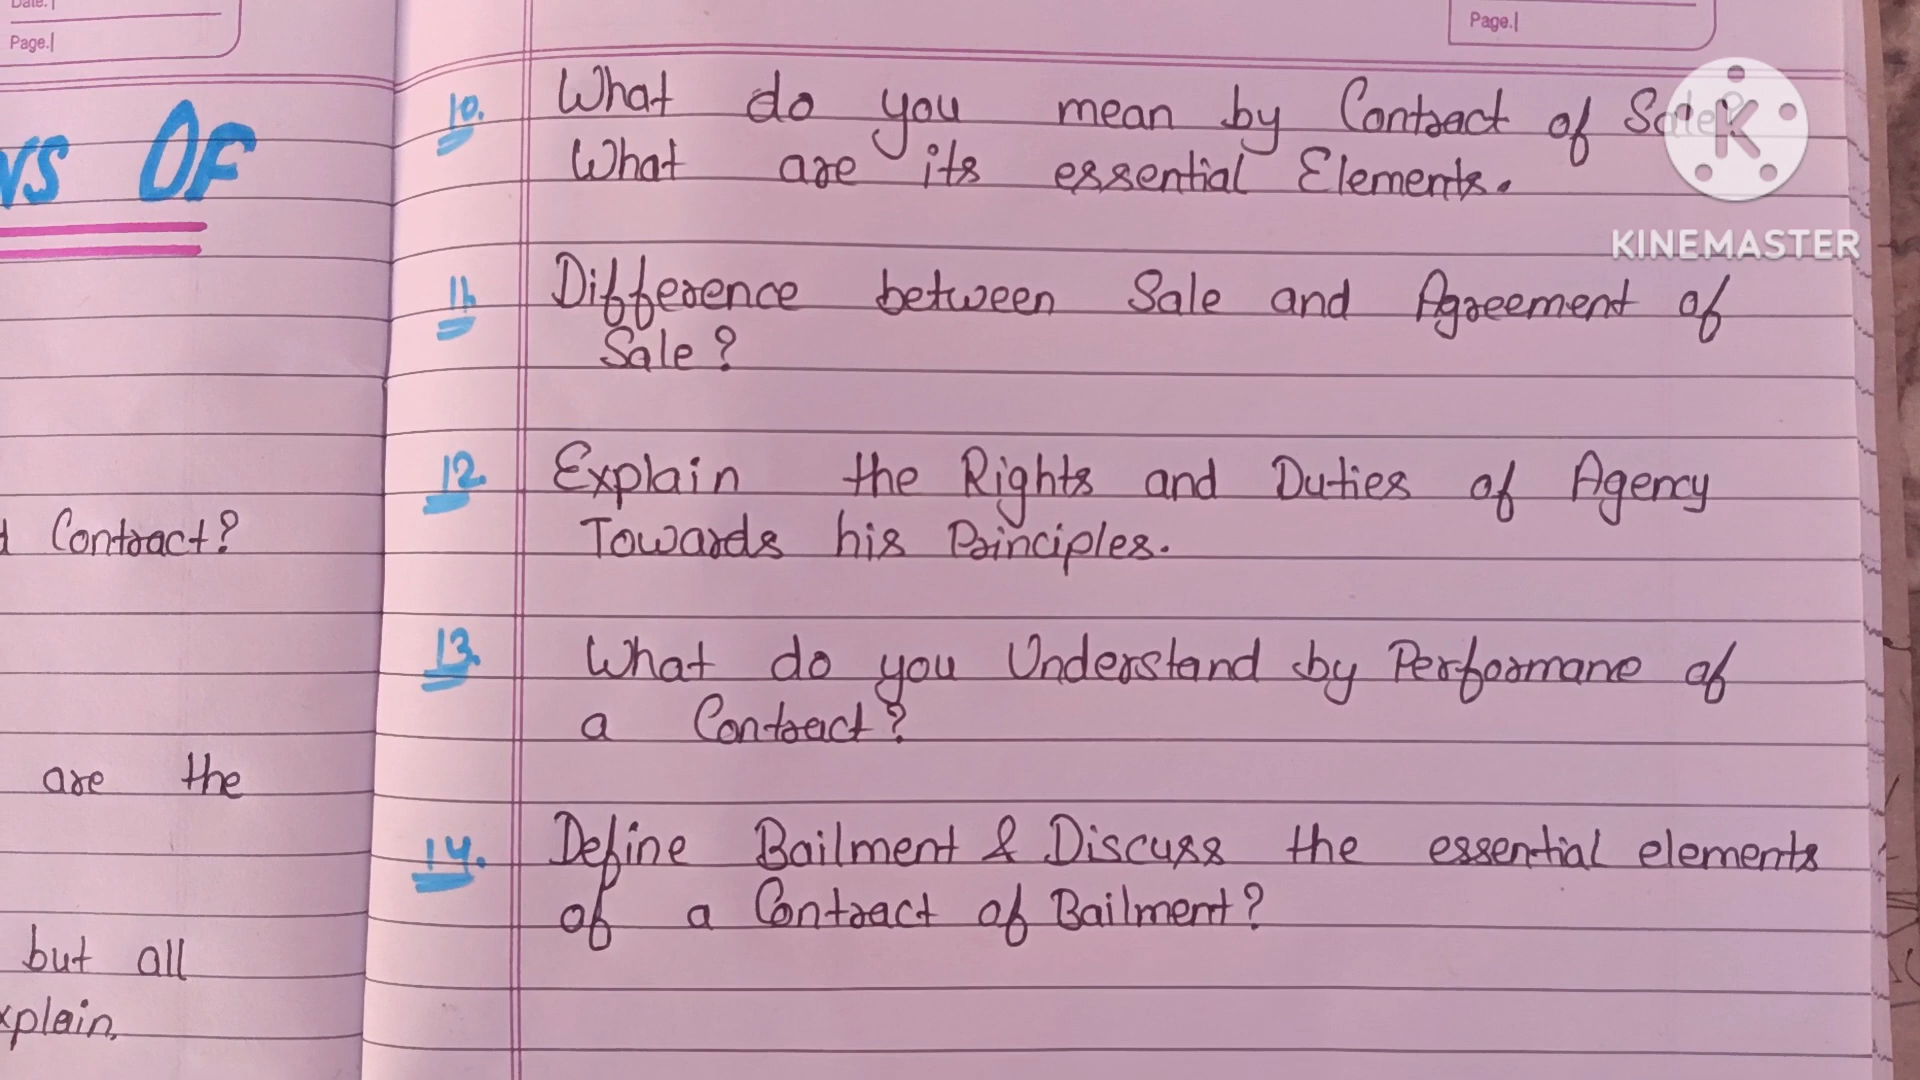 Date.
Page.
NS OF
Contract?
are the
but all
xplain.
Page.
10. What do you mean by Contract of Sale?
What are its essential Elements.
11. Difference between Sale and Agreement of
Sale?
12. Explain the Rights and Duties of Agency
Towards his Principles.
13. What do you Understand by Performane of
a Contract?
14. Define Bailment & Discuss the essential elements
of a Contract of Bailment?
K
KINEMASTER